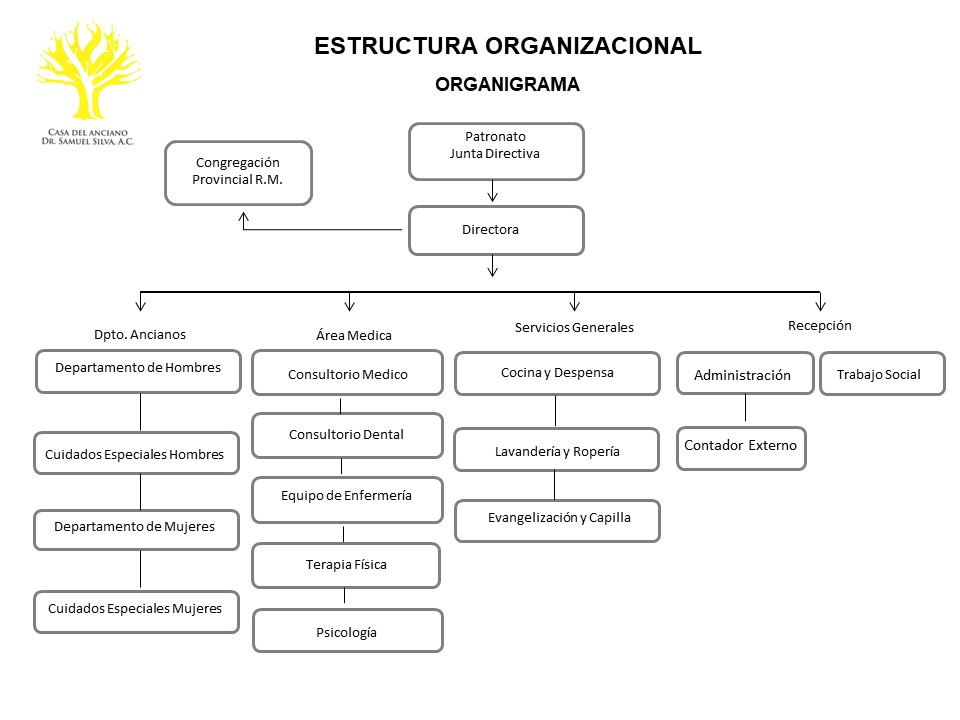 ESTRUCTURA ORGANIZACIONAL
ORGANIGRAMA
CASA DEL ANCIANO
DR. SAMUEL SILVA, A.C.
Patronato
Junta Directiva
Congregación
Provincial R.M.
Directora
Dpto. Ancianos
Departamento de Hombres
Cuidados Especiales Hombres
Departamento de Mujeres
Cuidados Especiales Mujeres
Área Medica
Consultorio Medico
Consultorio Dental
Equipo de Enfermería
Terapia Física
Psicología
Servicios Generales
Cocina y Despensa
Lavandería y Ropería
Evangelización y Capilla
Recepción
Administración
Trabajo Social
Contador Externo